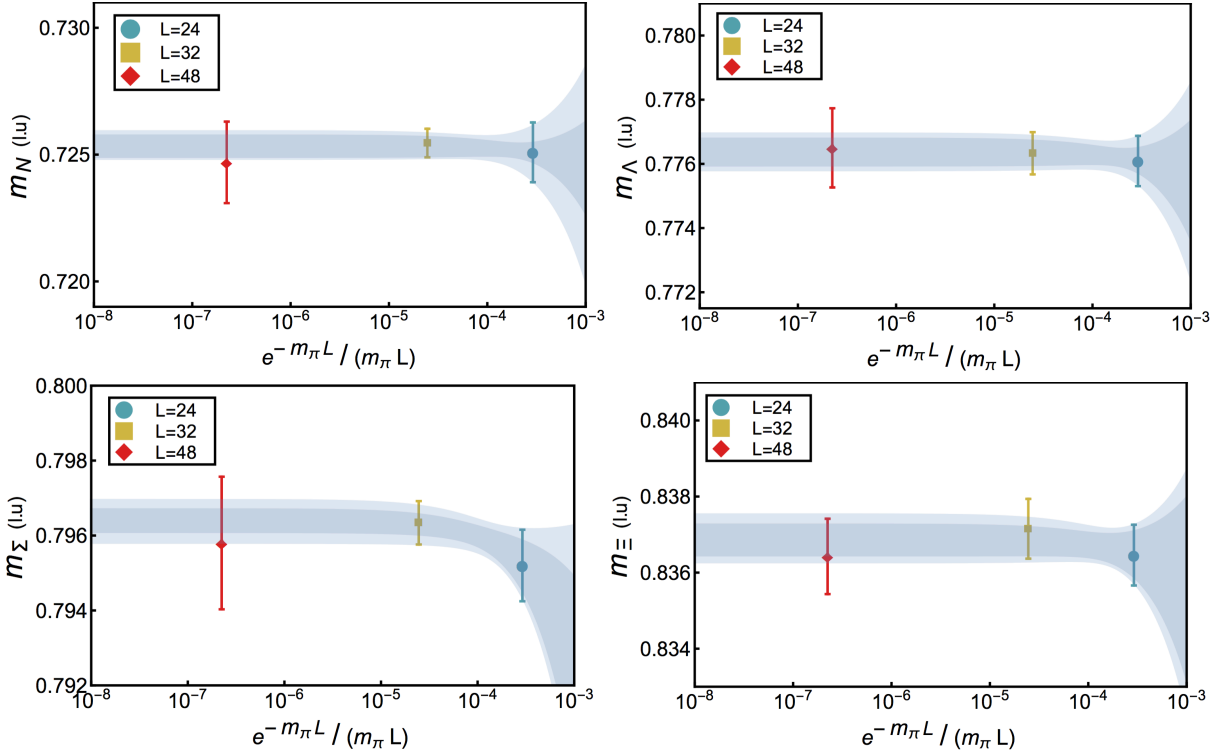 0.730
0.725
0.720
m_N (l.u)
L=24
L=32
L=48
10⁻⁸ 10⁻⁷ 10⁻⁶ 10⁻⁵ 10⁻⁴ 10⁻³
e^{-m_π L} / (m_π L)
0.780
0.778
0.776
0.774
0.772
m_Λ (l.u)
L=24
L=32
L=48
10⁻⁸ 10⁻⁷ 10⁻⁶ 10⁻⁵ 10⁻⁴ 10⁻³
e^{-m_π L} / (m_π L)
0.800
0.798
0.796
0.794
0.792
m_Σ (l.u)
L=24
L=32
L=48
10⁻⁸ 10⁻⁷ 10⁻⁶ 10⁻⁵ 10⁻⁴ 10⁻³
e^{-m_π L} / (m_π L)
0.840
0.838
0.836
0.834
m_Ξ (l.u)
L=24
L=32
L=48
10⁻⁸ 10⁻⁷ 10⁻⁶ 10⁻⁵ 10⁻⁴ 10⁻³
e^{-m_π L} / (m_π L)